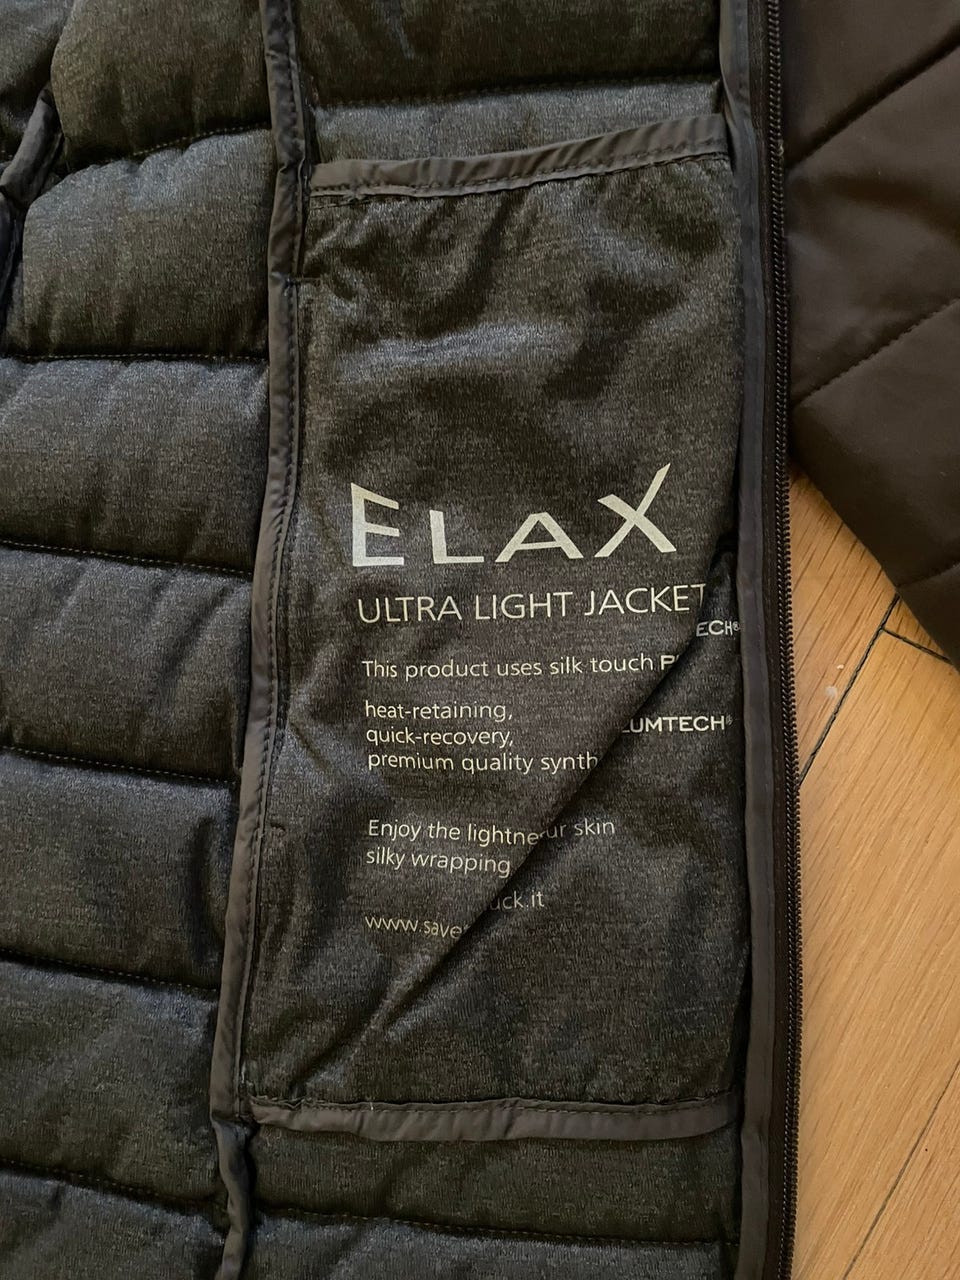 ELAX
ULTRA LIGHT JACKET
ECH®
This product uses silk touch
heat-retaining,
quick-recovery, LUMTECH®
premium quality synth
Enjoy the lightne ur skin
silky wrapping
uck.it
www.save